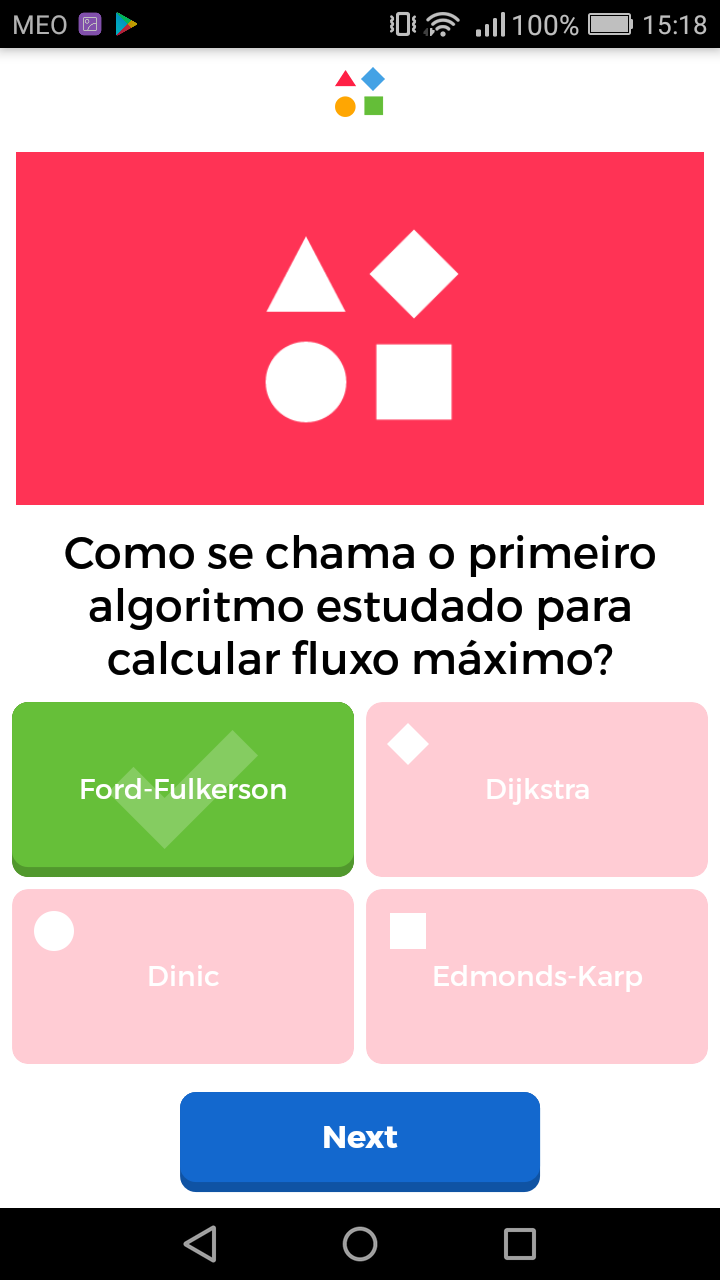 MEO 100% 15:18
Como se chama o primeiro
algoritmo estudado para
calcular fluxo máximo?
Ford-Fulkerson
Dijkstra
Dinic
Edmonds-Karp
Next